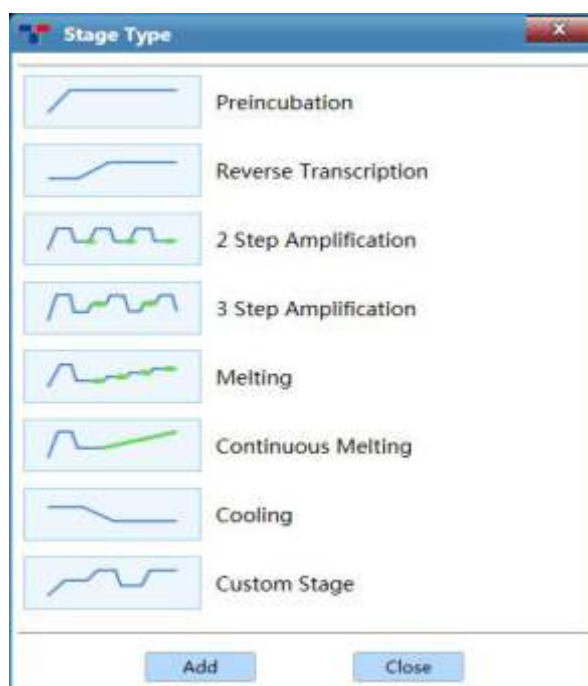 Stage Type
Preincubation
Reverse Transcription
2 Step Amplification
3 Step Amplification
Melting
Continuous Melting
Cooling
Custom Stage
Add Close